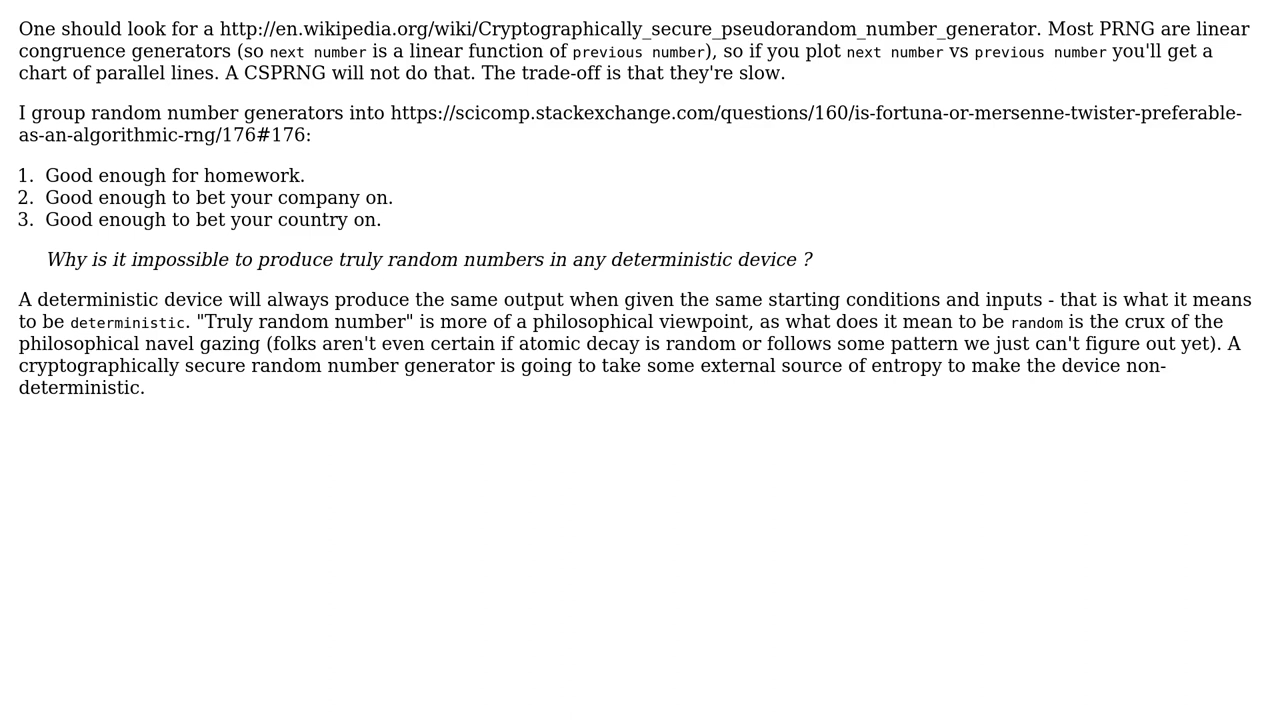 One should look for a http://en.wikipedia.org/wiki/Cryptographically_secure_pseudorandom_number_generator. Most PRNG are linear
congruence generators (so next number is a linear function of previous number), so if you plot next number vs previous number you'll get a
chart of parallel lines. A CSPRNG will not do that. The trade-off is that they're slow.
I group random number generators into https://scicomp.stackexchange.com/questions/160/is-fortuna-or-mersenne-twister-preferable-
as-an-algorithmic-rng/176#176:
1. Good enough for homework.
2. Good enough to bet your company on.
3. Good enough to bet your country on.
Why is it impossible to produce truly random numbers in any deterministic device ?
A deterministic device will always produce the same output when given the same starting conditions and inputs - that is what it means
to be deterministic. "Truly random number" is more of a philosophical viewpoint, as what does it mean to be random is the crux of the
philosophical navel gazing (folks aren't even certain if atomic decay is random or follows some pattern we just can't figure out yet). A
cryptographically secure random number generator is going to take some external source of entropy to make the device non-
deterministic.